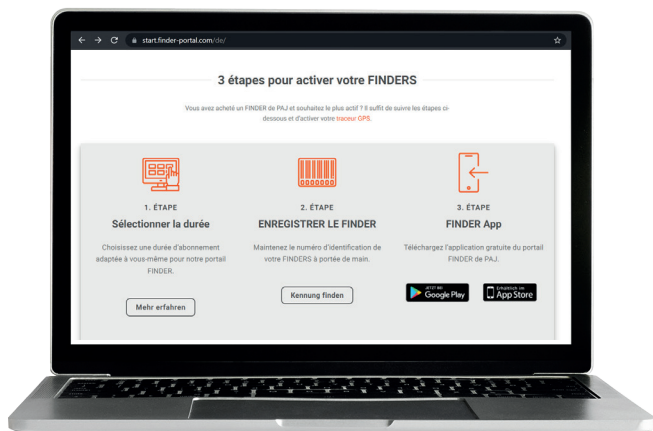 start.finder-portal.com/de/
3 étapes pour activer votre FINDERS
Vous avez acheté un FINDER de PAJ et souhaitez le plus actif ? Il suffit de suivre les étapes ci-
dessous et d'activer votre traceur GPS.
1. ÉTAPE
Sélectionner la durée
Choisissez une durée d'abonnement
adaptée à vous-même pour notre portail
FINDER.
Mehr erfahren
2. ÉTAPE
ENREGISTRER LE FINDER
Maintenez le numéro d'identification de
votre FINDERS à portée de main.
Kennung finden
3. ÉTAPE
FINDER App
Téléchargez l'application gratuite du portail
FINDER de PAJ.
JETZT BEI
Google Play
Erhältlich im
App Store